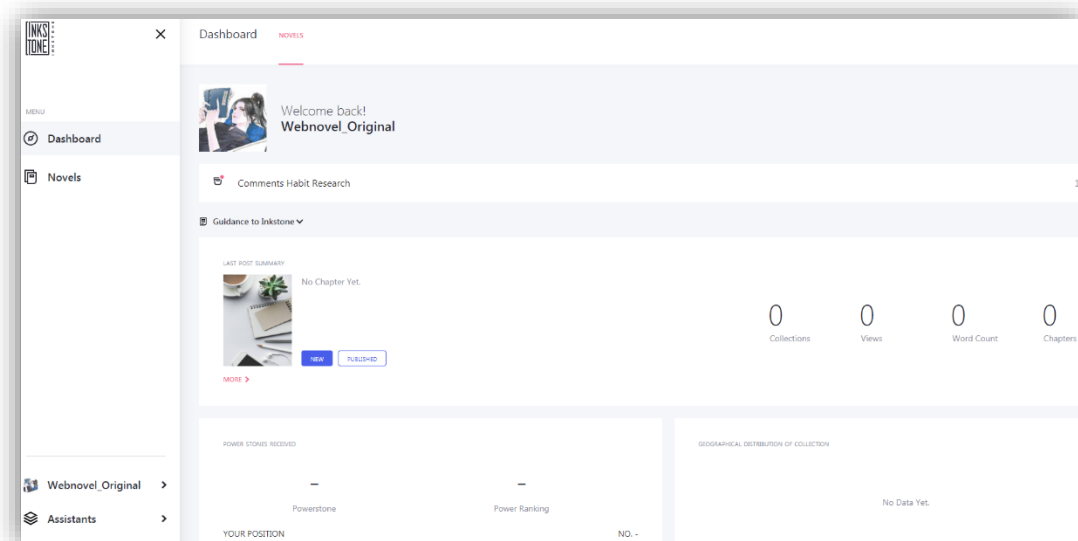 INKS
TONE
MENU
Dashboard
Novels
Webnovel_Original
Assistants
Dashboard
NOVELS
Welcome back!
Webnovel_Original
Comments Habit Research
1
Guidance to Inkstone
LAST POST SUMMARY
No Chapter Yet.
NEW
PUBLISHED
MORE
0
Collections
0
Views
0
Word Count
0
Chapters
POWER STONES RECEIVED
–
Powerstone
–
Power Ranking
YOUR POSITION
NO. -
GEOGRAPHICAL DISTRIBUTION OF COLLECTION
No Data Yet.